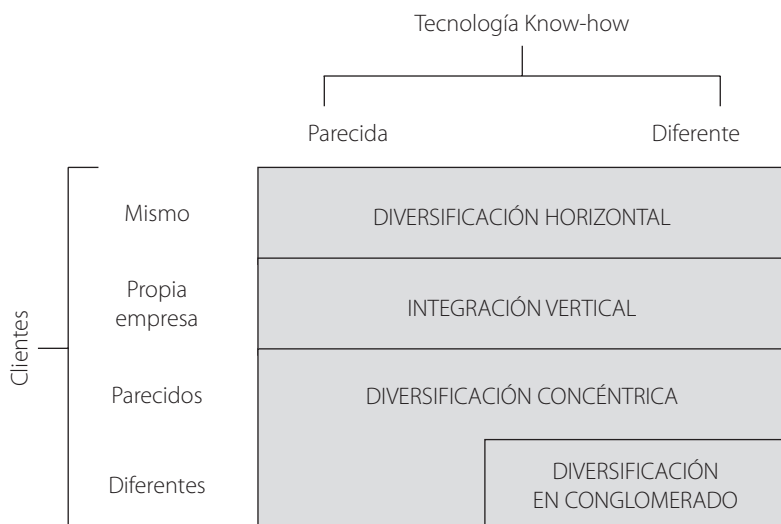 Tecnología Know-how
Parecida
Diferente
Clientes
Mismo
DIVERSIFICACIÓN HORIZONTAL
Propia
empresa
INTEGRACIÓN VERTICAL
Parecidos
DIVERSIFICACIÓN CONCÉNTRICA
Diferentes
DIVERSIFICACIÓN
EN CONGLOMERADO